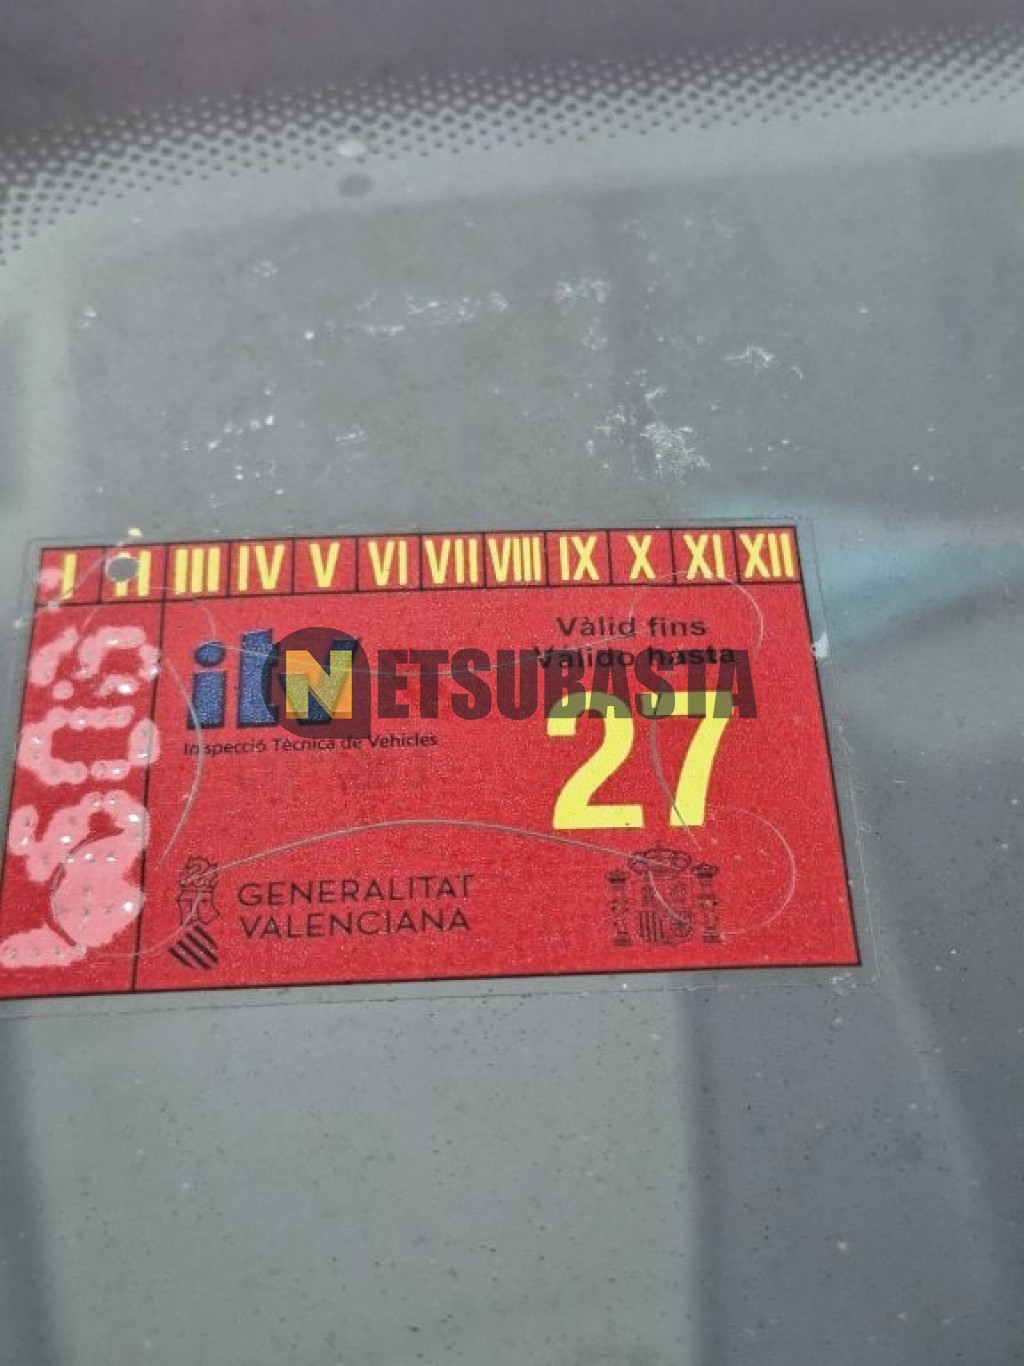 I II III IV V VI VII VIII IX X XI XII
Vàlid fins
Válido hasta
itv
NETSUBASTA
27
Inspecció Tècnica de Vehicles
GENERALITAT
VALENCIANA